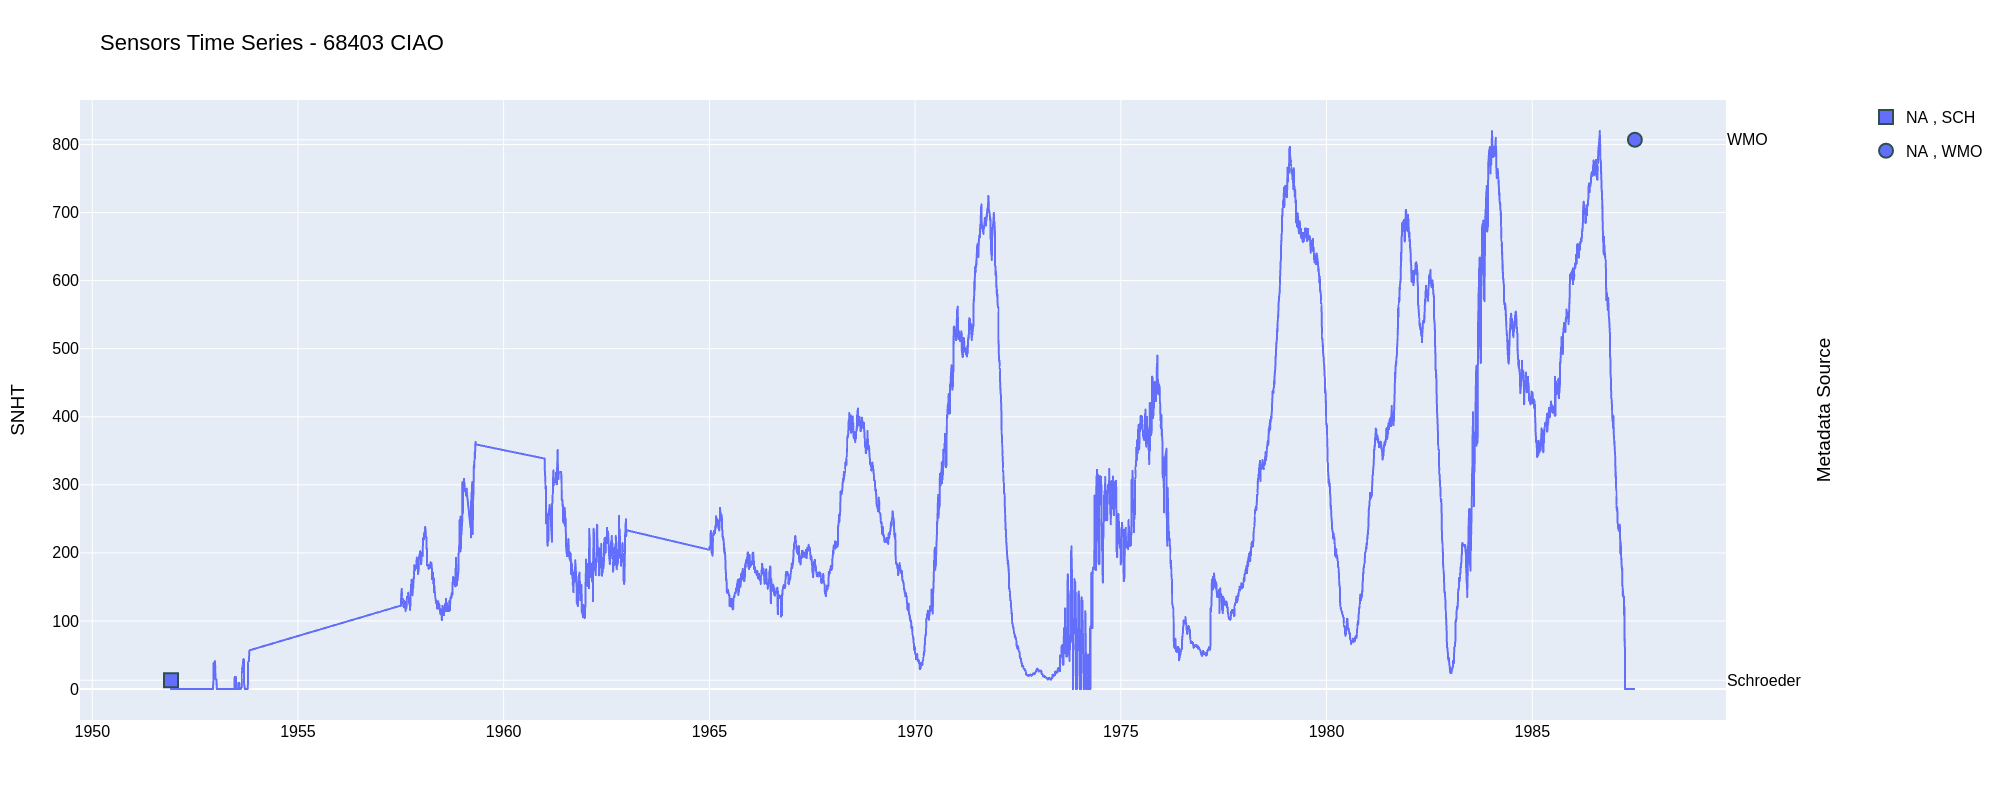 Sensors Time Series - 68403 CIAO
NA , SCH
NA , WMO
SNHT
800
700
600
500
400
300
200
100
0
WMO
Schroeder
Metadata Source
1950 1955 1960 1965 1970 1975 1980 1985